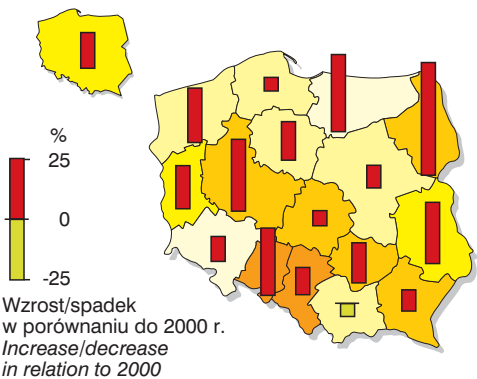 %
25
0
-25
Wzrost/spadek
w porównaniu do 2000 r.
Increase/decrease
in relation to 2000